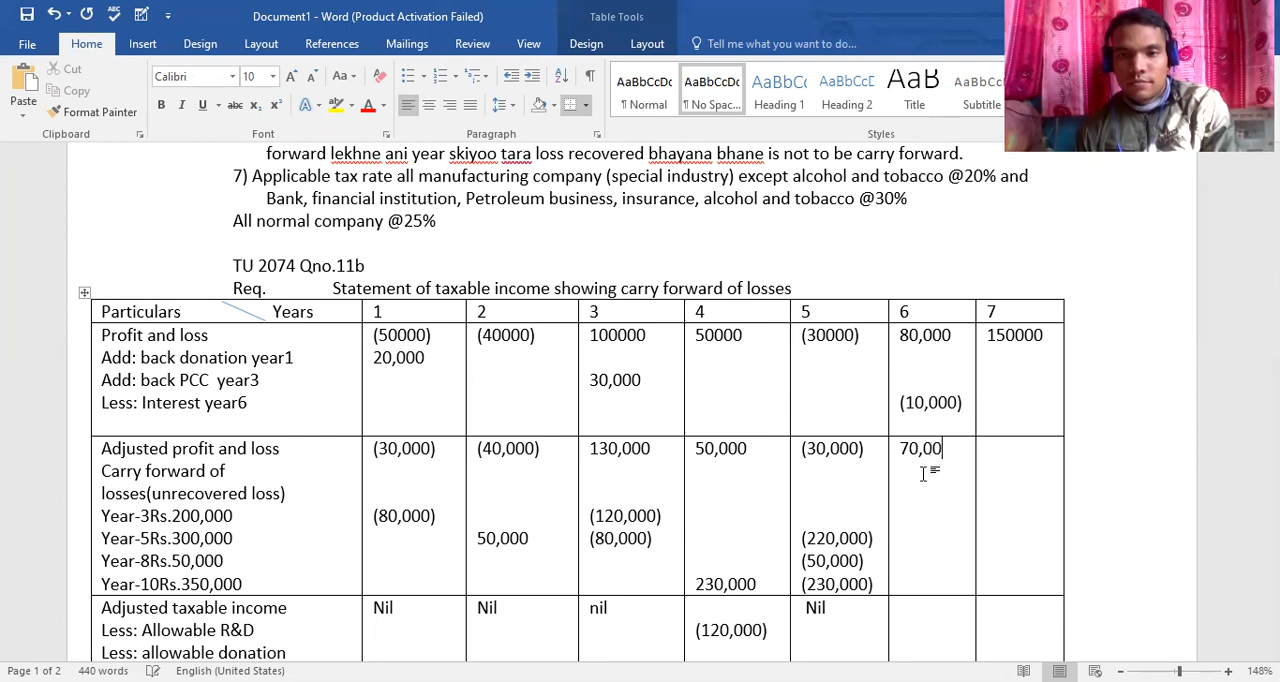 Document1 - Word (Product Activation Failed)
Table Tools
File Home Insert Design Layout References Mailings Review View Design Layout Tell me what you want to do...
Paste
Cut
Copy
Format Painter
Clipboard
Calibri 10
Font
Paragraph
AaBbCcDc AaBbCcDc AaBbC AaBbCcD AaB AaBbCcD
¶ Normal ¶ No Spac... Heading 1 Heading 2 Title Subtitle
Styles
forward lekhne ani year skiyoo tara loss recovered bhayana bhane is not to be carry forward.
7) Applicable tax rate all manufacturing company (special industry) except alcohol and tobacco @20% and
Bank, financial institution, Petroleum business, insurance, alcohol and tobacco @30%
All normal company @25%
TU 2074 Qno.11b
Req. Statement of taxable income showing carry forward of losses
Particulars Years 1 2 3 4 5 6 7
Profit and loss (50000) (40000) 100000 50000 (30000) 80,000 150000
Add: back donation year1 20,000
Add: back PCC year3 30,000
Less: Interest year6 (10,000)
Adjusted profit and loss (30,000) (40,000) 130,000 50,000 (30,000) 70,00
Carry forward of
losses(unrecovered loss)
Year-3Rs.200,000 (80,000) (120,000)
Year-5Rs.300,000 50,000 (80,000) (220,000)
Year-8Rs.50,000 (50,000)
Year-10Rs.350,000 230,000 (230,000)
Adjusted taxable income Nil Nil nil Nil
Less: Allowable R&D (120,000)
Less: allowable donation
Page 1 of 2 440 words English (United States) 148%